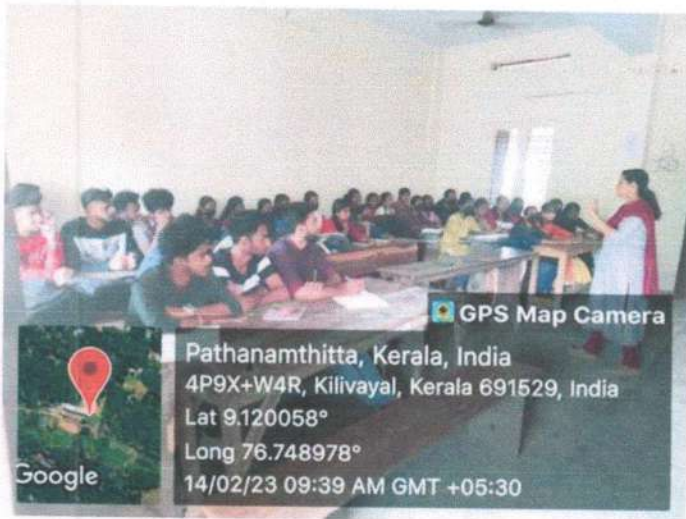 GPS Map Camera
Pathanamthitta, Kerala, India
4P9X+W4R, Kilivayal, Kerala 691529, India
Lat 9.120058°
Long 76.748978°
14/02/23 09:39 AM GMT +05:30
Google